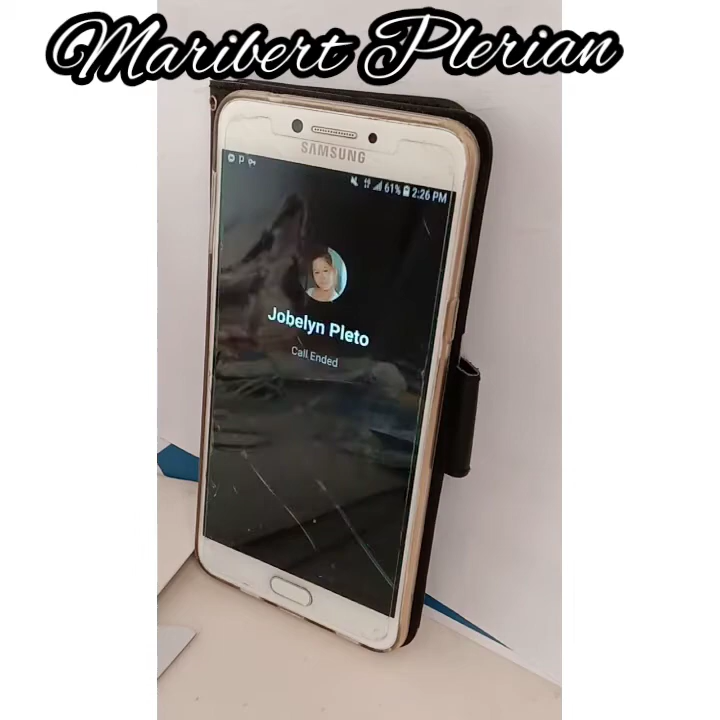 Maribert Plerian
SAMSUNG
61% 2:26 PM
Jobelyn Pleto
Call Ended